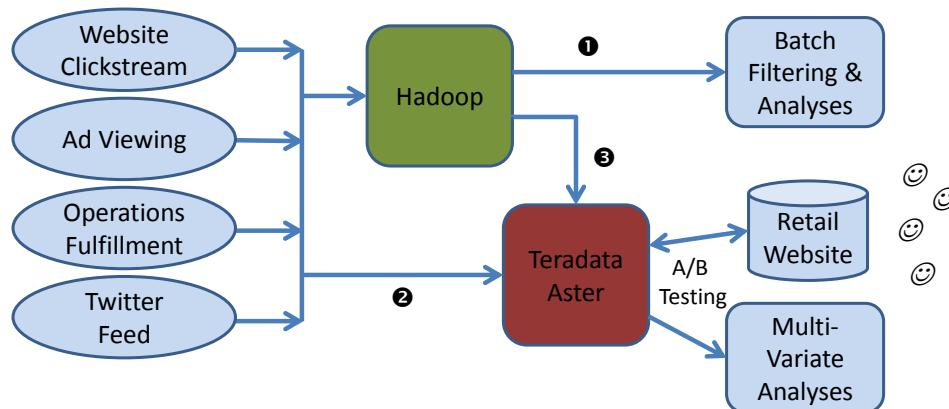 Website
Clickstream
Ad Viewing
Operations
Fulfillment
Twitter
Feed
Hadoop
❶
Batch
Filtering &
Analyses
❸
❷
Teradata
Aster
A/B
Testing
Retail
Website
Multi-
Variate
Analyses